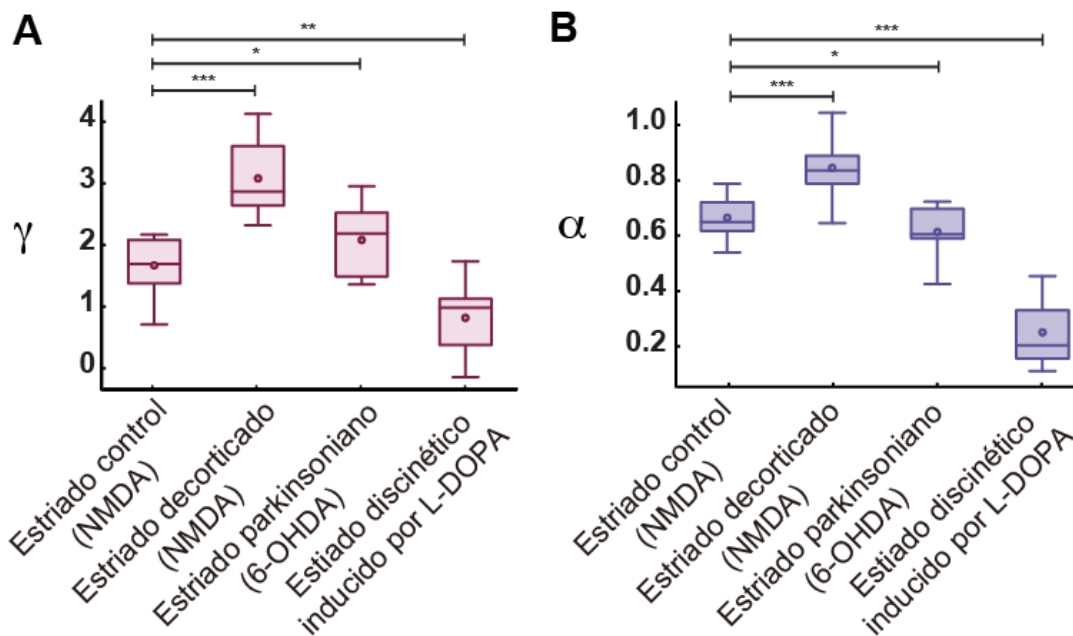 A
**
*
***
4
3
2
1
0
γ
Estriado control
(NMDA)
Estriado decorticado
(NMDA)
Estriado parkinsoniano
(6-OHDA)
Estiado discinético
inducido por L-DOPA
B
***
*
***
1.0
0.8
0.6
0.4
0.2
α
Estriado control
(NMDA)
Estriado decorticado
(NMDA)
Estriado parkinsoniano
(6-OHDA)
Estiado discinético
inducido por L-DOPA